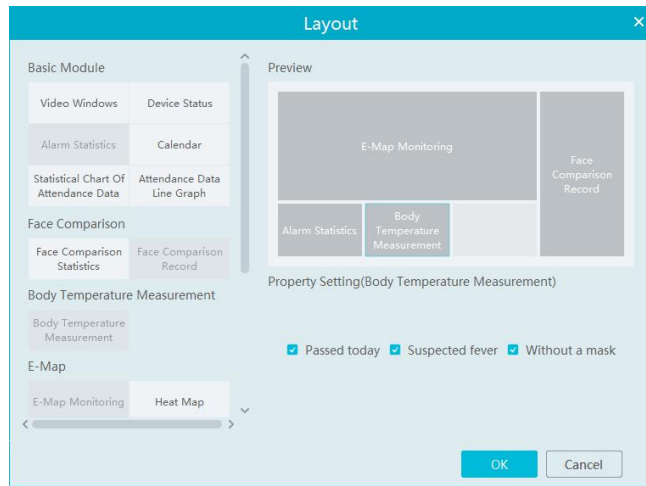 Layout
Basic Module
Video Windows
Device Status
Alarm Statistics
Calendar
Statistical Chart Of
Attendance Data
Attendance Data
Line Graph
Face Comparison
Face Comparison
Statistics
Face Comparison
Record
Body Temperature Measurement
Body Temperature
Measurement
E-Map
E-Map Monitoring
Heat Map
Preview
E-Map Monitoring
Face
Comparison
Record
Alarm Statistics
Body
Temperature
Measurement
Property Setting(Body Temperature Measurement)
Passed today
Suspected fever
Without a mask
OK
Cancel